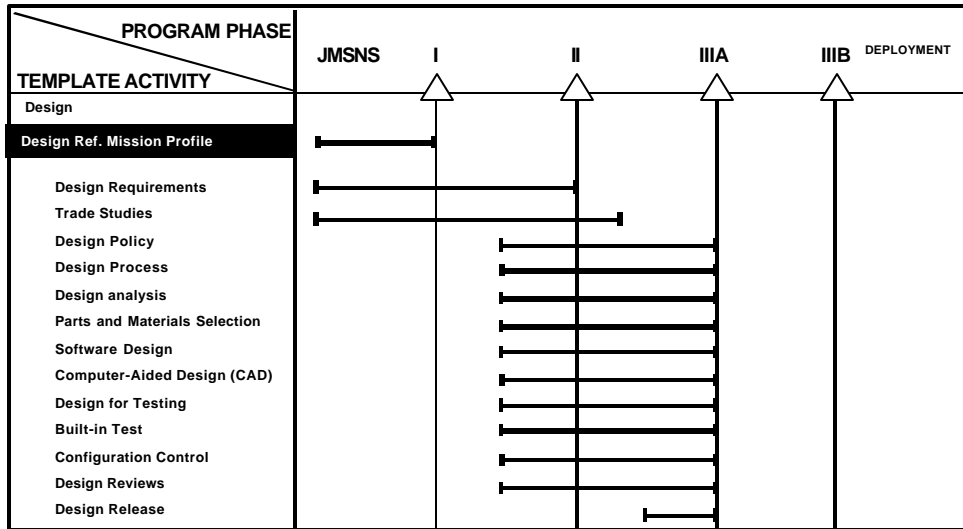 PROGRAM PHASE
JMSNS I II IIIA IIIB DEPLOYMENT
TEMPLATE ACTIVITY
Design
Design Ref. Mission Profile
Design Requirements
Trade Studies
Design Policy
Design Process
Design analysis
Parts and Materials Selection
Software Design
Computer-Aided Design (CAD)
Design for Testing
Built-in Test
Configuration Control
Design Reviews
Design Release